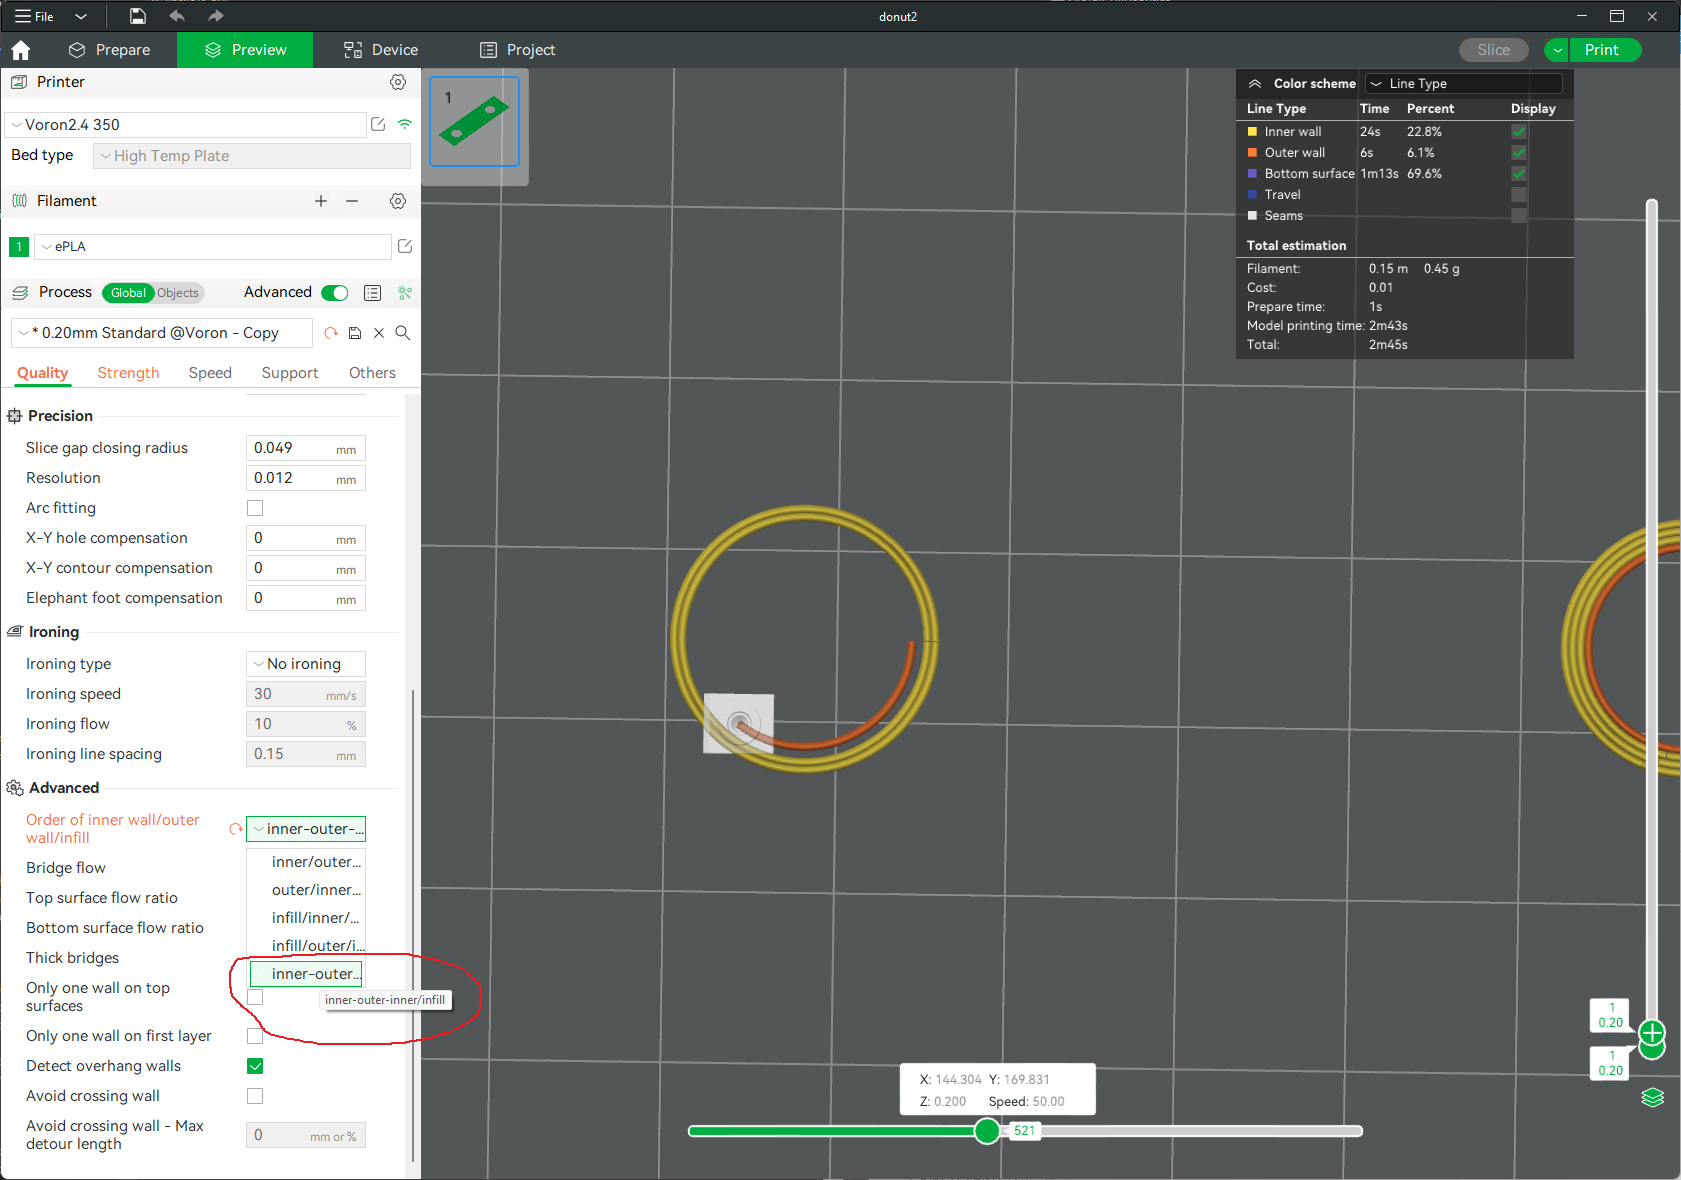 File
donut2
Prepare
Preview
Device
Project
Slice
Print
Printer
Voron2.4 350
Bed type
High Temp Plate
Filament
1
ePLA
Process
Global
Objects
Advanced
* 0.20mm Standard @Voron - Copy
Quality
Strength
Speed
Support
Others
Precision
Slice gap closing radius
0.049 mm
Resolution
0.012 mm
Arc fitting
X-Y hole compensation
0 mm
X-Y contour compensation
0 mm
Elephant foot compensation
0 mm
Ironing
Ironing type
No ironing
Ironing speed
30 mm/s
Ironing flow
10 %
Ironing line spacing
0.15 mm
Advanced
Order of inner wall/outer
wall/infill
inner-outer-...
inner/outer...
Bridge flow
outer/inner...
Top surface flow ratio
infill/inner/...
Bottom surface flow ratio
infill/outer/i...
Thick bridges
inner-outer...
Only one wall on top
surfaces
inner-outer-inner/infill
Only one wall on first layer
Detect overhang walls
Avoid crossing wall
Avoid crossing wall - Max
detour length
0 mm or %
1
Color scheme
Line Type
Line Type Time Percent Display
Inner wall 24s 22.8%
Outer wall 6s 6.1%
Bottom surface 1m13s 69.6%
Travel
Seams
Total estimation
Filament: 0.15 m 0.45 g
Cost: 0.01
Prepare time: 1s
Model printing time: 2m43s
Total: 2m45s
1
0.20
1
0.20
X: 144.304 Y: 169.831
Z: 0.200 Speed: 50.00
521